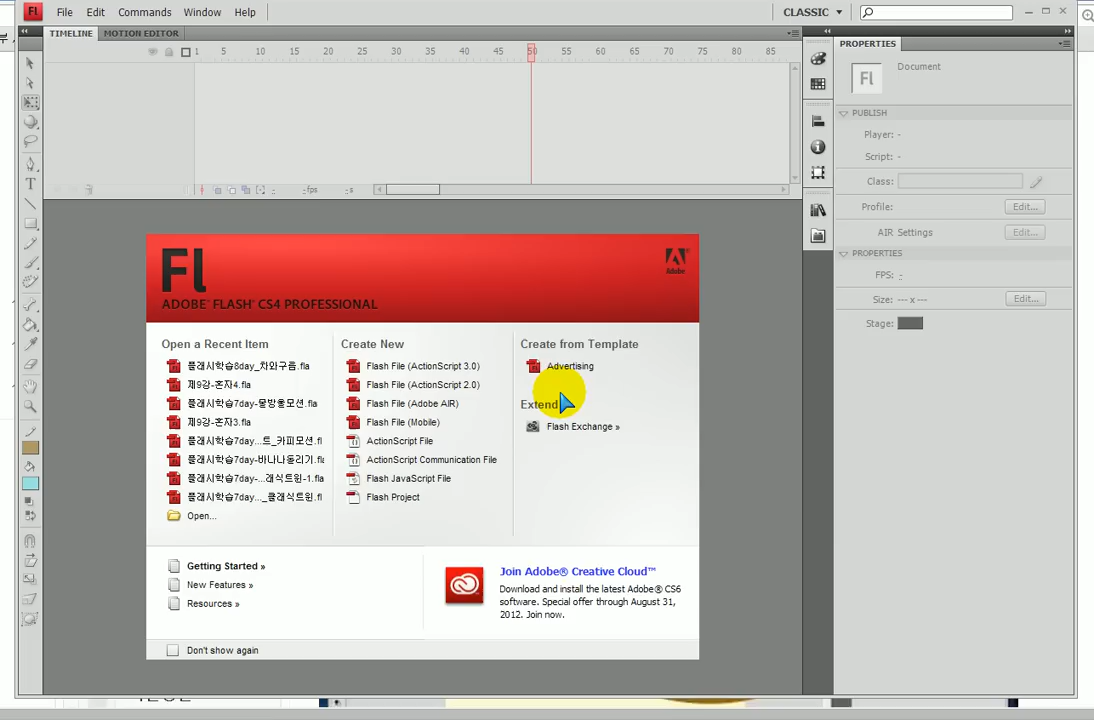 Fl File Edit Commands Window Help CLASSIC
TIMELINE MOTION EDITOR PROPERTIES
1 5 10 15 20 25 30 35 40 45 50 55 60 65 70 75 80 85
Fl Document
PUBLISH
Player: -
Script: -
Class:
Profile: Edit...
AIR Settings Edit...
PROPERTIES
FPS: -
Size: --- x --- Edit...
Stage:
fps s
Fl
Adobe
ADOBE® FLASH® CS4 PROFESSIONAL
Open a Recent Item
플래시학습8day_차와구름.fla
제9강-혼자4.fla
플래시학습7day-물방울모션.fla
제9강-혼자3.fla
플래시학습7day...트_카피모션.fl
플래시학습7day-바나나돌리기.fla
플래시학습7day-...래식트윈-1.fla
플래시학습7day..._클래식트윈.fl
Open...
Create New
Flash File (ActionScript 3.0)
Flash File (ActionScript 2.0)
Flash File (Adobe AIR)
Flash File (Mobile)
ActionScript File
ActionScript Communication File
Flash JavaScript File
Flash Project
Create from Template
Advertising
Extend
Flash Exchange »
Getting Started »
New Features »
Resources »
Join Adobe® Creative Cloud™
Download and install the latest Adobe® CS6
software. Special offer through August 31,
2012. Join now.
Don't show again